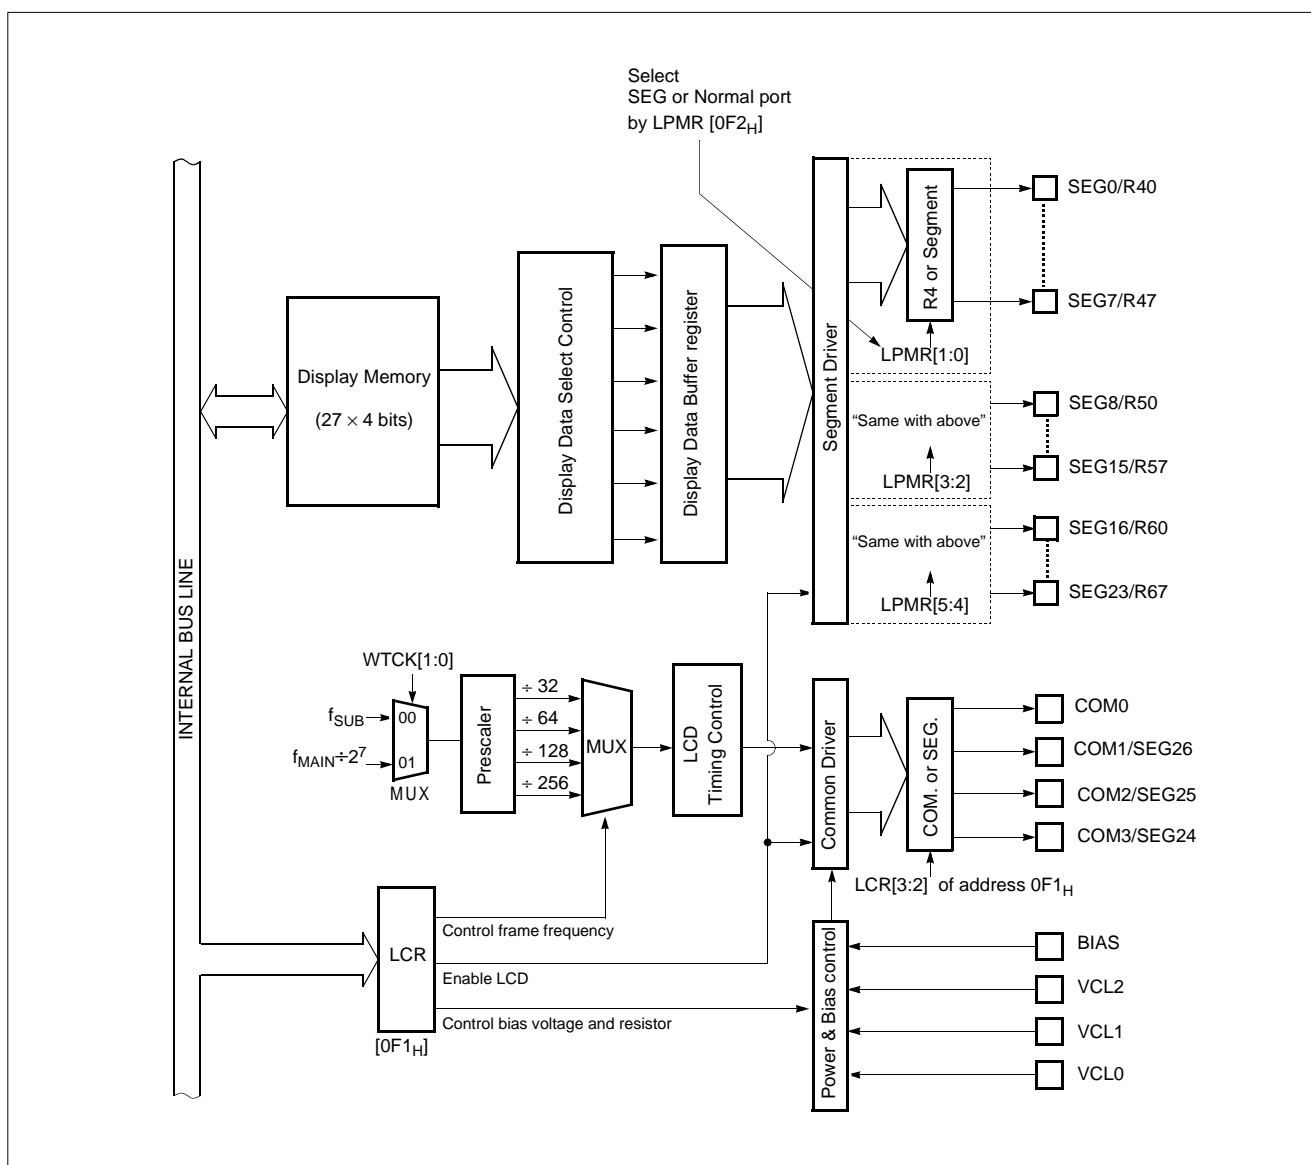 Select
SEG or Normal port
by LPMR [0F2H]
SEG0/R40
R4 or Segment
SEG7/R47
LPMR[1:0]
Display Memory
(27 × 4 bits)
Display Data Select Control
Display Data Buffer register
Segment Driver
"Same with above"
SEG8/R50
LPMR[3:2]
SEG15/R57
"Same with above"
SEG16/R60
LPMR[5:4]
SEG23/R67
INTERNAL BUS LINE
WTCK[1:0]
fSUB
00
fMAIN÷2⁷
01
MUX
Prescaler
÷ 32
÷ 64
÷ 128
÷ 256
MUX
LCD
Timing Control
Common Driver
COM. or SEG.
COM0
COM1/SEG26
COM2/SEG25
COM3/SEG24
LCR[3:2] of address 0F1H
LCR
[0F1H]
Control frame frequency
Enable LCD
Control bias voltage and resistor
Power & Bias control
BIAS
VCL2
VCL1
VCL0